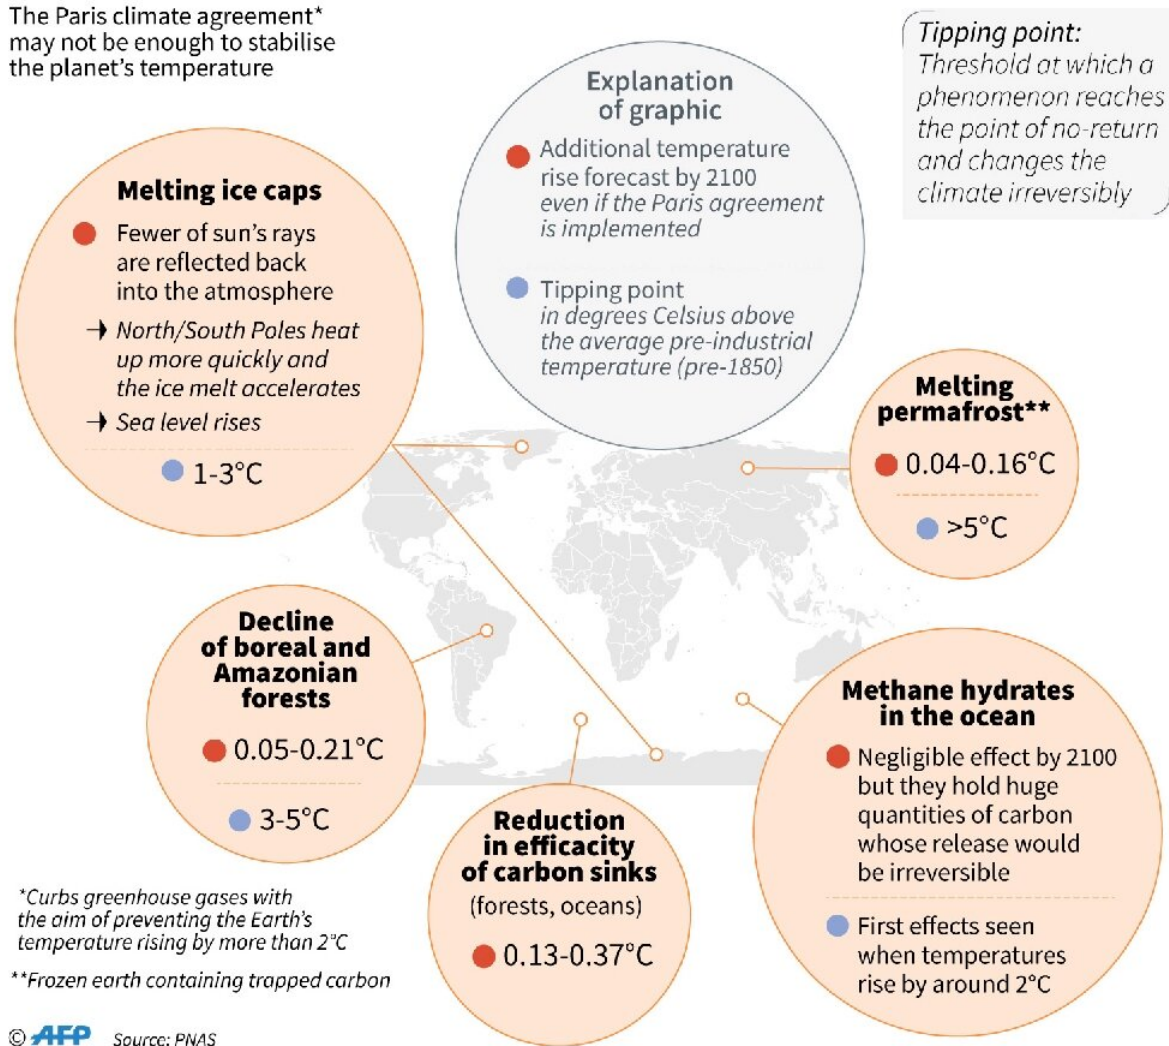 The Paris climate agreement*
may not be enough to stabilise
the planet's temperature
Tipping point:
Threshold at which a
phenomenon reaches
the point of no-return
and changes the
climate irreversibly
Explanation
of graphic
Additional temperature
rise forecast by 2100
even if the Paris agreement
is implemented
Tipping point
in degrees Celsius above
the average pre-industrial
temperature (pre-1850)
Melting ice caps
Fewer of sun's rays
are reflected back
into the atmosphere
→ North/South Poles heat
up more quickly and
the ice melt accelerates
→ Sea level rises
1-3°C
Melting
permafrost**
0.04-0.16°C
>5°C
Decline
of boreal and
Amazonian
forests
0.05-0.21°C
3-5°C
Reduction
in efficacity
of carbon sinks
(forests, oceans)
0.13-0.37°C
Methane hydrates
in the ocean
Negligible effect by 2100
but they hold huge
quantities of carbon
whose release would
be irreversible
First effects seen
when temperatures
rise by around 2°C
*Curbs greenhouse gases with
the aim of preventing the Earth's
temperature rising by more than 2°C
**Frozen earth containing trapped carbon
© AFP Source: PNAS